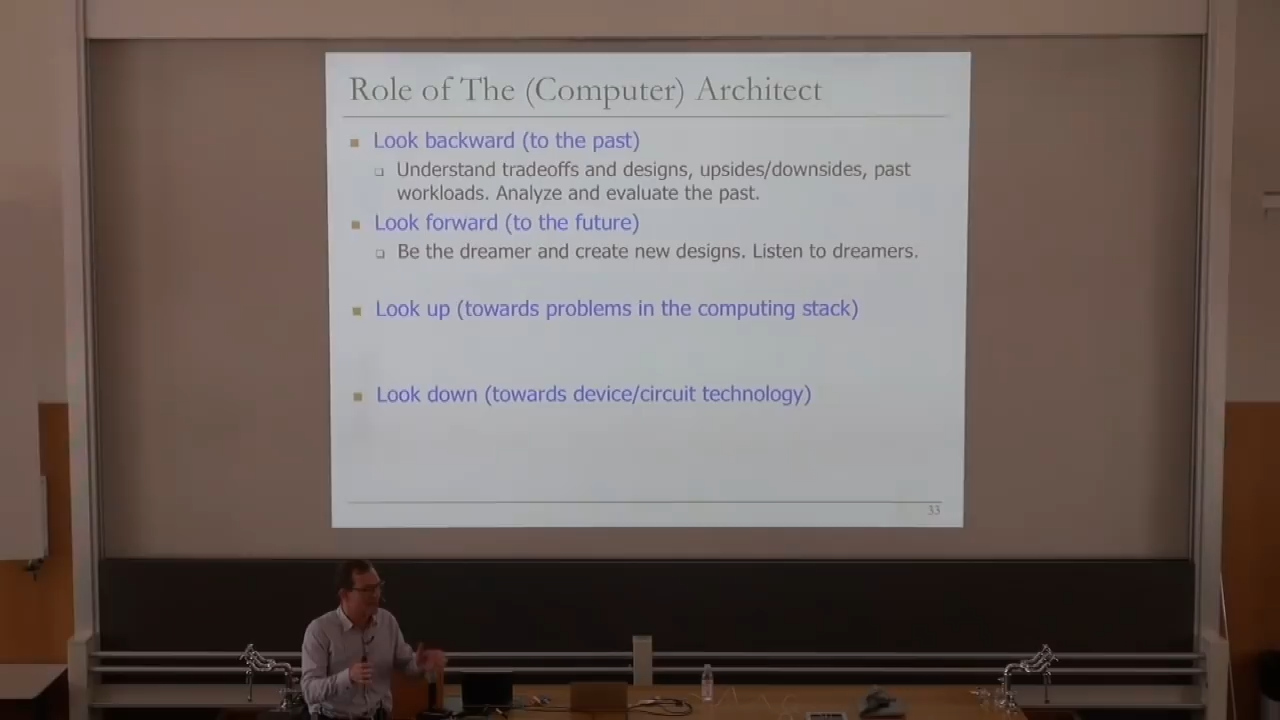 Role of The (Computer) Architect
Look backward (to the past)
Understand tradeoffs and designs, upsides/downsides, past
workloads. Analyze and evaluate the past.
Look forward (to the future)
Be the dreamer and create new designs. Listen to dreamers.
Look up (towards problems in the computing stack)
Look down (towards device/circuit technology)
33